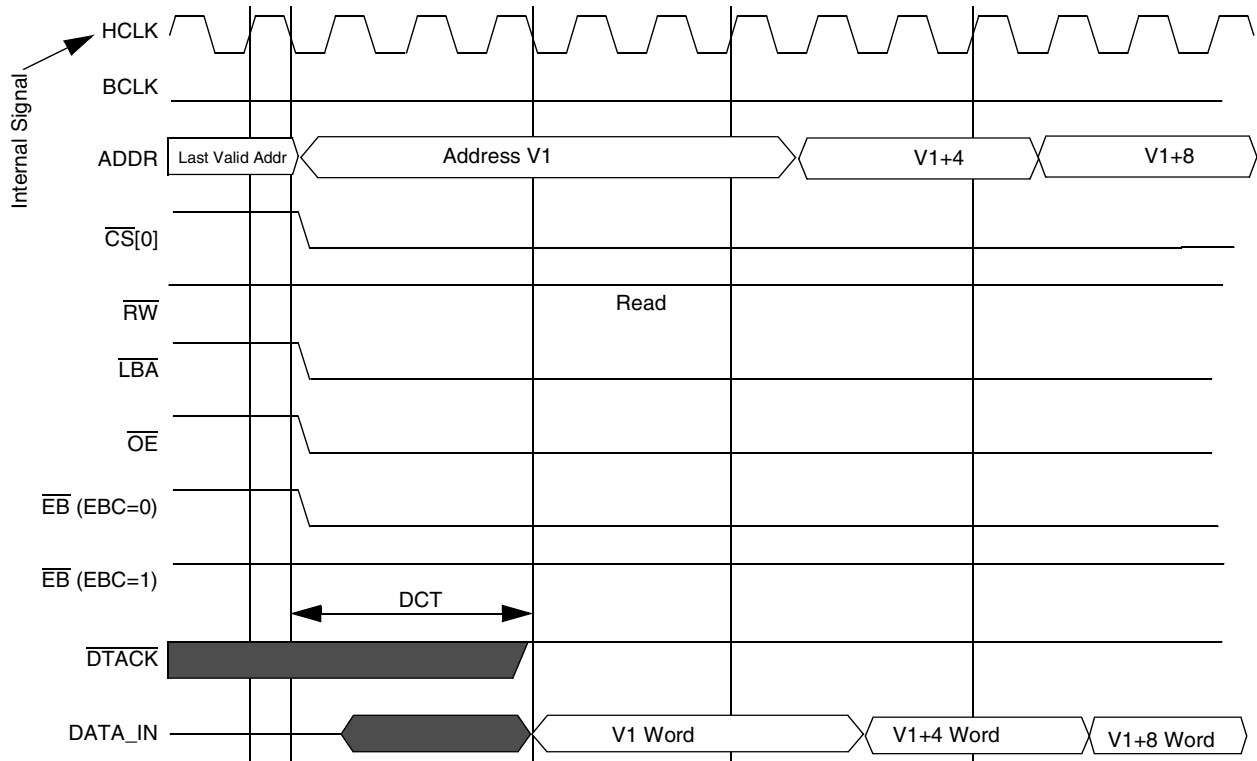 Internal Signal
HCLK
BCLK
ADDR Last Valid Addr Address V1 V1+4 V1+8
CS[0]
RW Read
LBA
OE
EB (EBC=0)
EB (EBC=1)
DCT
DTACK
DATA_IN V1 Word V1+4 Word V1+8 Word